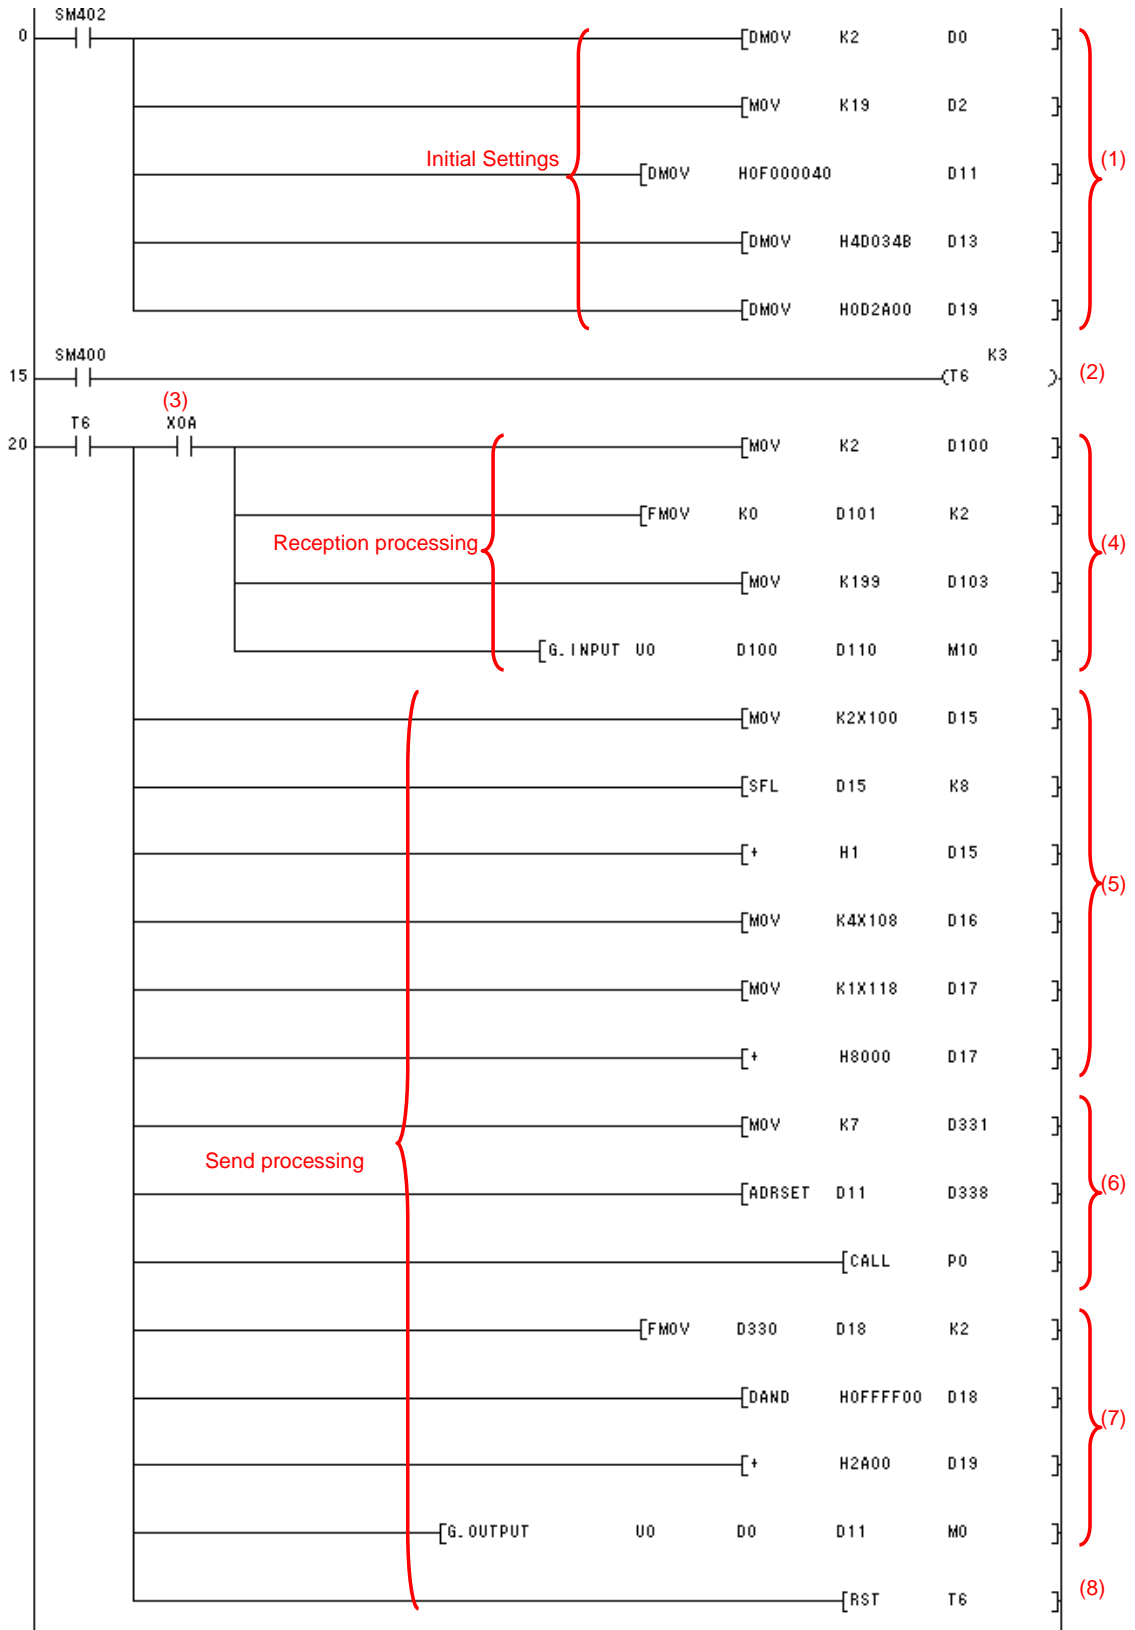 SM402
0 [DMOV K2 D0 ]
[MOV K19 D2 ]
Initial Settings (1)
[DMOV H0F000040 D11 ]
[DMOV H4D034B D13 ]
[DMOV H0D2A00 D19 ]
SM400 K3
15 (T6 ) (2)
(3)
T6 X0A
20 [MOV K2 D100 ]
[FMOV K0 D101 K2 ]
Reception processing (4)
[MOV K199 D103 ]
[G.INPUT U0 D100 D110 M10 ]
[MOV K2X100 D15 ]
[SFL D15 K8 ]
[+ H1 D15 ]
(5)
[MOV K4X108 D16 ]
[MOV K1X118 D17 ]
[+ H8000 D17 ]
[MOV K7 D331 ]
Send processing
[ADRSET D11 D338 ] (6)
[CALL P0 ]
[FMOV D330 D18 K2 ]
[DAND H0FFFF00 D18 ]
(7)
[+ H2A00 D19 ]
[G.OUTPUT U0 D0 D11 M0 ]
(8)
[RST T6 ]